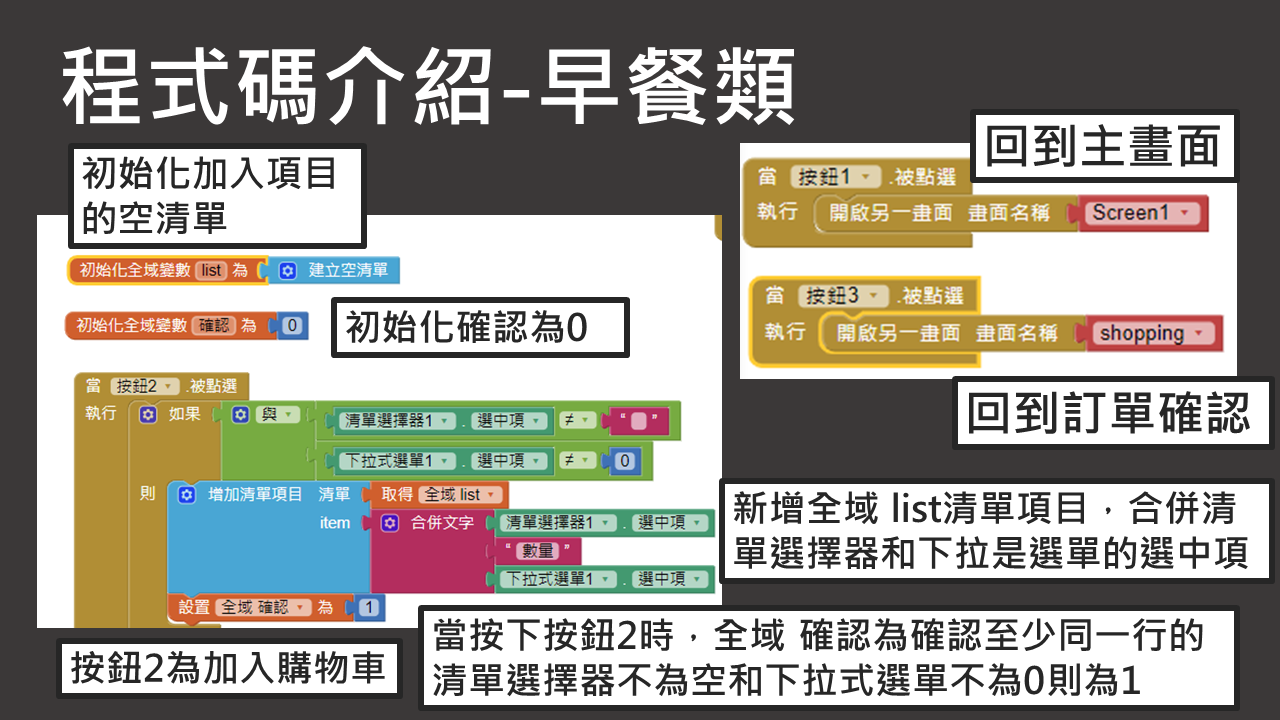 程式碼介紹-早餐類
初始化加入項目
的空清單
初始化全域變數 list 為 建立空清單
初始化全域變數 確認 為 0
初始化確認為0
當 按鈕2 .被點選
執行 如果 與 清單選擇器1 . 選中項 ≠ “ ”
下拉式選單1 . 選中項 ≠ 0
則 增加清單項目 清單 取得 全域 list
item 合併文字 清單選擇器1 . 選中項
“ 數量 ”
下拉式選單1 . 選中項
設置 全域 確認 為 1
按鈕2為加入購物車
回到主畫面
當 按鈕1 .被點選
執行 開啟另一畫面 畫面名稱 Screen1
當 按鈕3 .被點選
執行 開啟另一畫面 畫面名稱 shopping
回到訂單確認
新增全域 list清單項目，合併清
單選擇器和下拉是選單的選中項
當按下按鈕2時，全域 確認為確認至少同一行的
清單選擇器不為空和下拉式選單不為0則為1